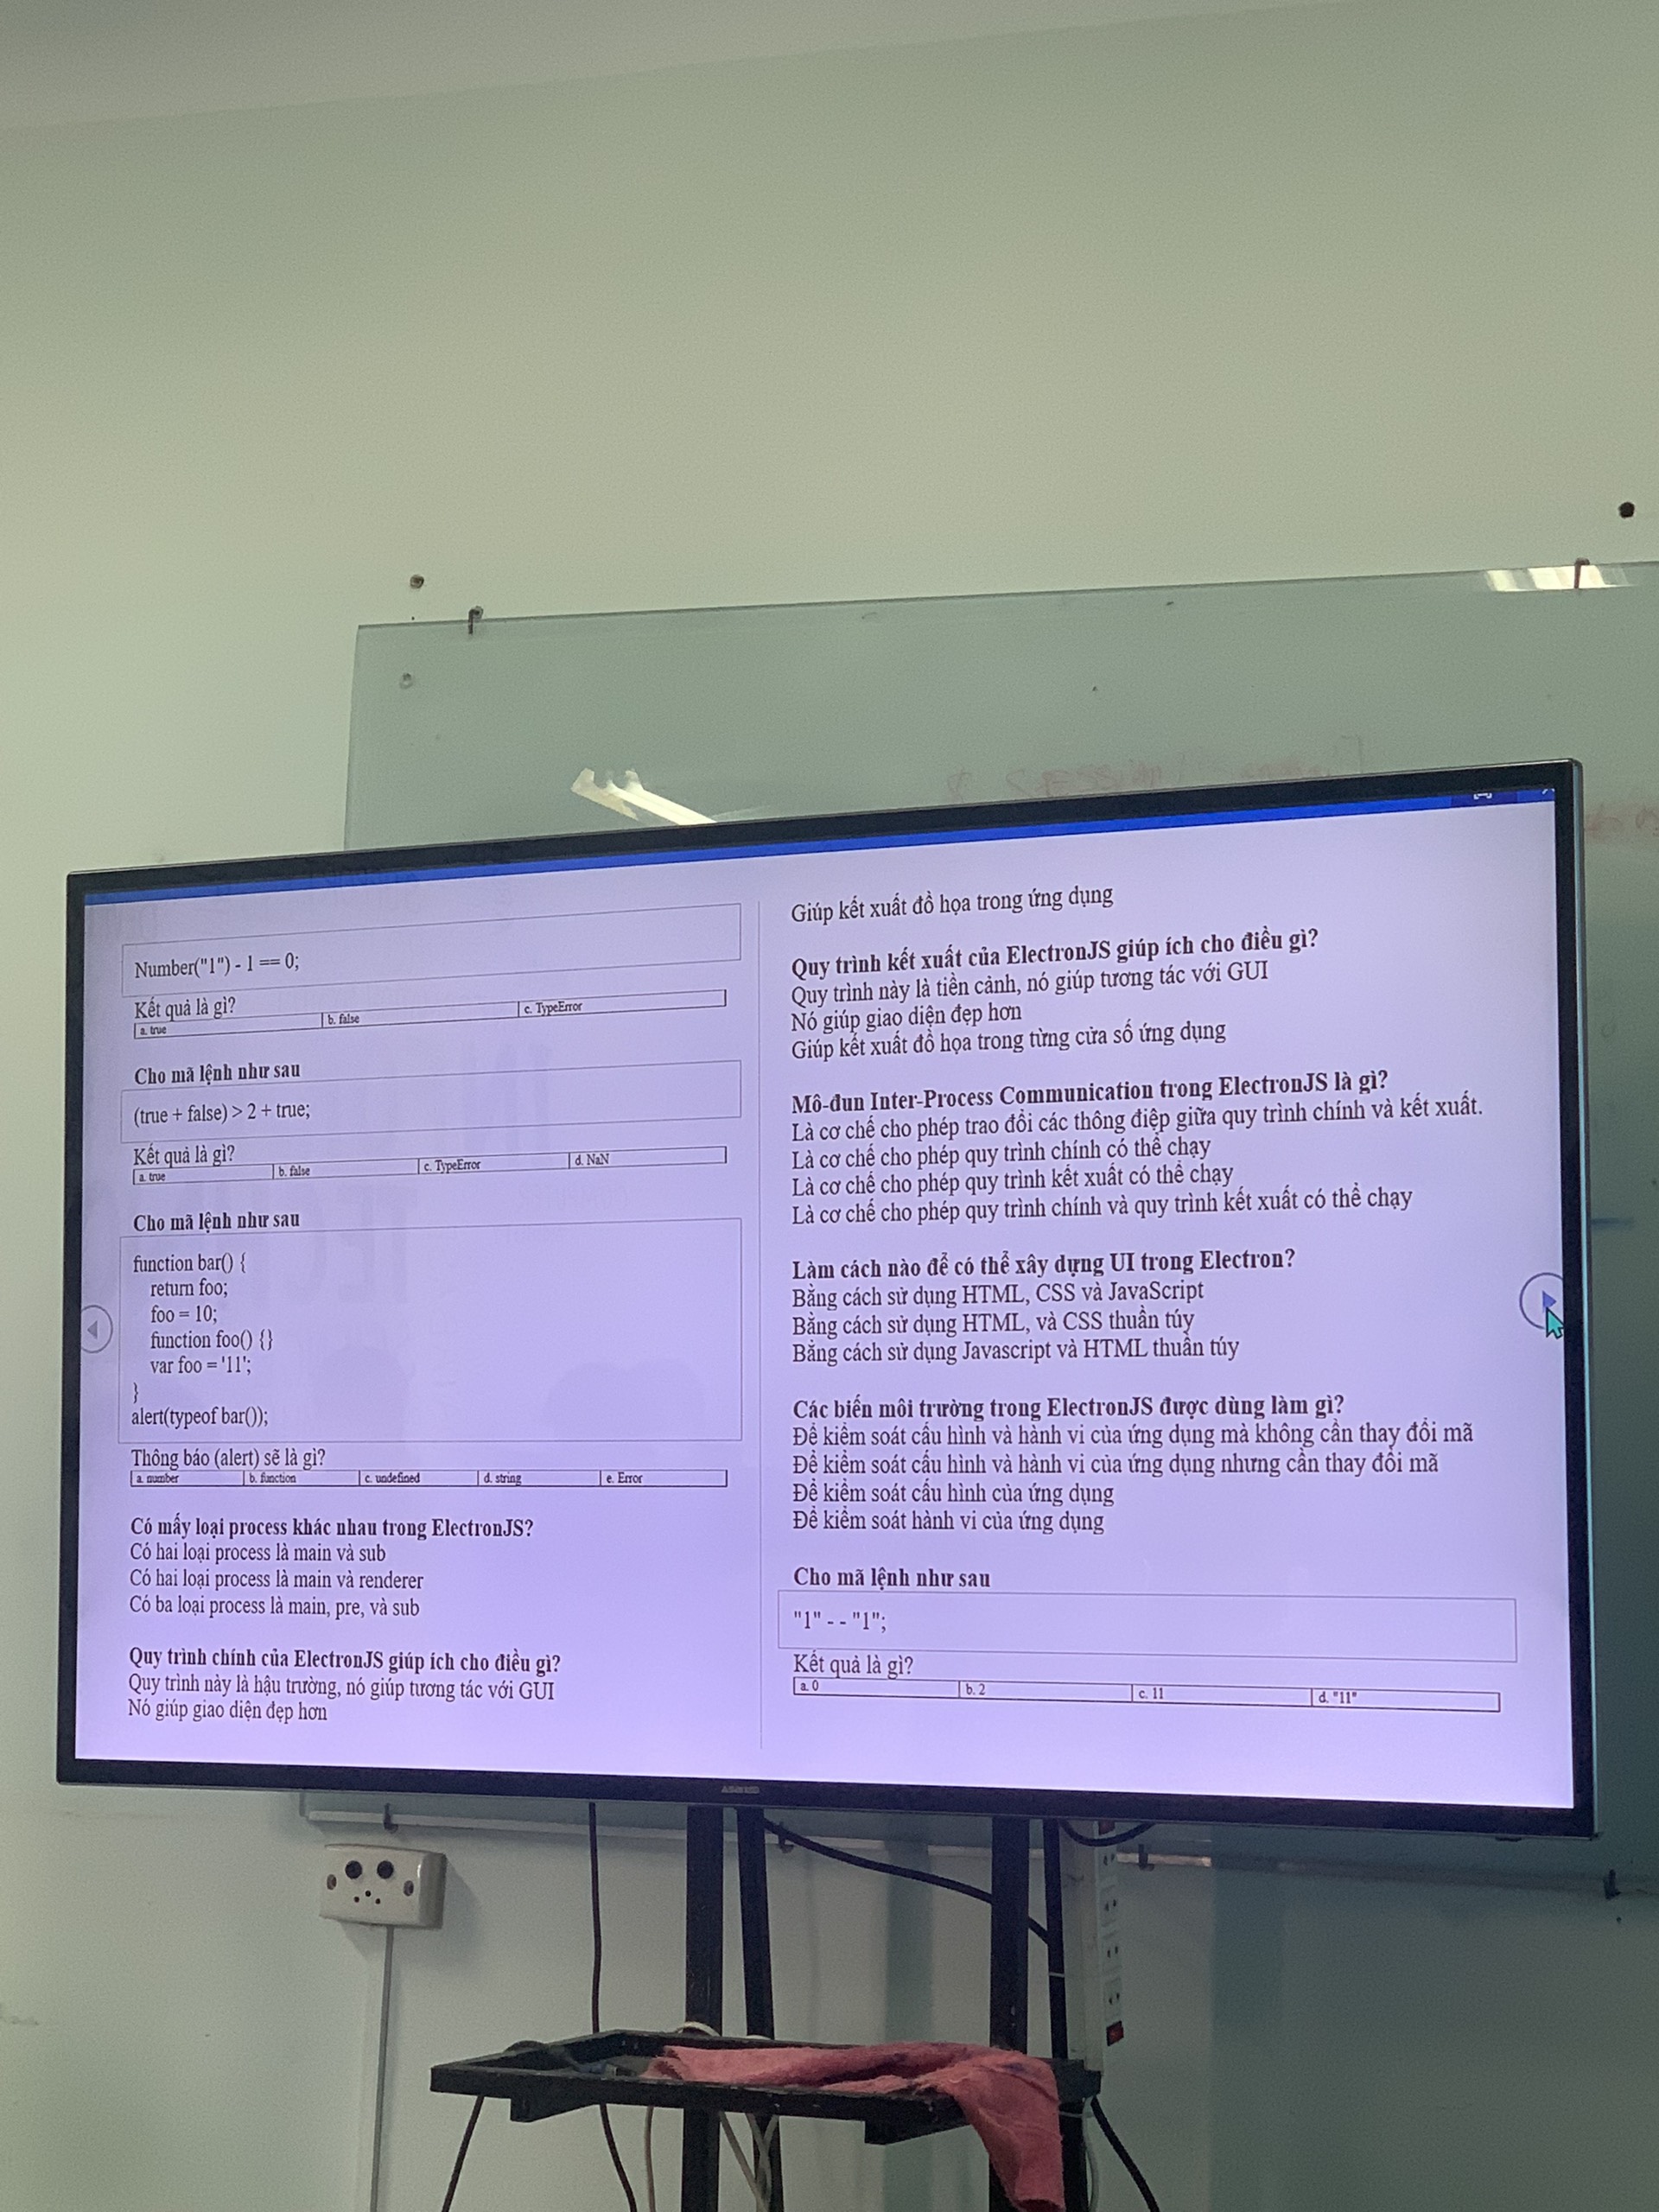 Number("1") - 1 == 0;
Kết quả là gì?
a. true
b. false
c. TypeError
Cho mã lệnh như sau
(true + false) > 2 + true;
Kết quả là gì?
a. true
b. false
c. TypeError
d. NaN
Cho mã lệnh như sau
function bar() {
return foo;
foo = 10;
function foo() {}
var foo = '11';
}
alert(typeof bar());
Thông báo (alert) sẽ là gì?
a. number
b. function
c. undefined
d. string
e. Error
Có mấy loại process khác nhau trong ElectronJS?
Có hai loại process là main và sub
Có hai loại process là main và renderer
Có ba loại process là main, pre, và sub
Quy trình chính của ElectronJS giúp ích cho điều gì?
Quy trình này là hậu trường, nó giúp tương tác với GUI
Nó giúp giao diện đẹp hơn
Giúp kết xuất đồ họa trong ứng dụng
Quy trình kết xuất của ElectronJS giúp ích cho điều gì?
Quy trình này là tiền cảnh, nó giúp tương tác với GUI
Nó giúp giao diện đẹp hơn
Giúp kết xuất đồ họa trong từng cửa sổ ứng dụng
Mô-đun Inter-Process Communication trong ElectronJS là gì?
Là cơ chế cho phép trao đổi các thông điệp giữa quy trình chính và kết xuất.
Là cơ chế cho phép quy trình chính có thể chạy
Là cơ chế cho phép quy trình kết xuất có thể chạy
Là cơ chế cho phép quy trình chính và quy trình kết xuất có thể chạy
Làm cách nào để có thể xây dựng UI trong Electron?
Bằng cách sử dụng HTML, CSS và JavaScript
Bằng cách sử dụng HTML, và CSS thuần túy
Bằng cách sử dụng Javascript và HTML thuần túy
Các biến môi trường trong ElectronJS được dùng làm gì?
Để kiểm soát cấu hình và hành vi của ứng dụng mà không cần thay đổi mã
Để kiểm soát cấu hình và hành vi của ứng dụng nhưng cần thay đổi mã
Để kiểm soát cấu hình của ứng dụng
Để kiểm soát hành vi của ứng dụng
Cho mã lệnh như sau
"1" - - "1";
Kết quả là gì?
a. 0
b. 2
c. 11
d. "11"